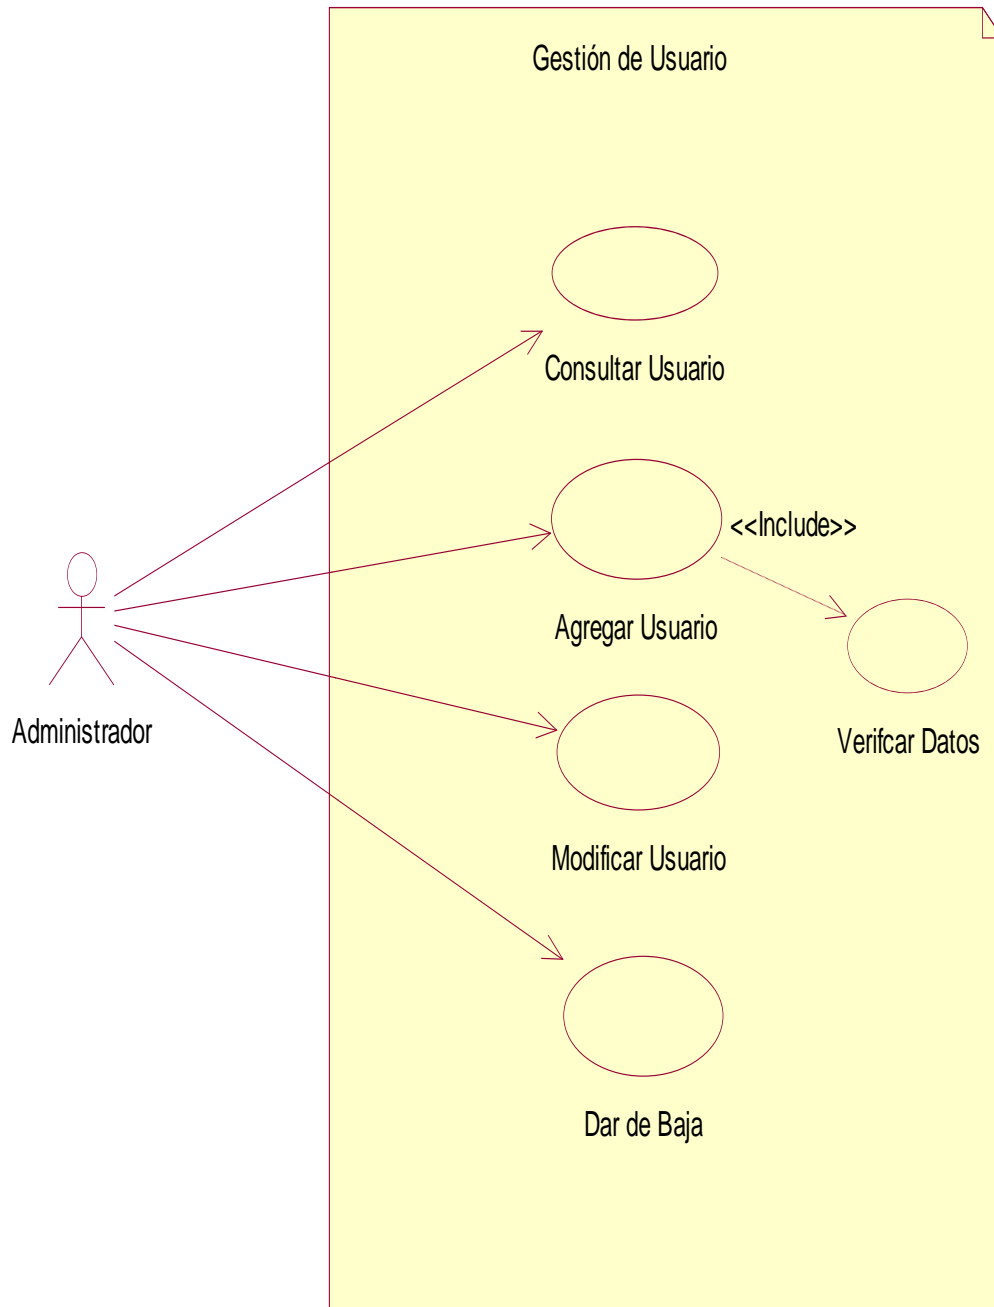 Gestión de Usuario
Consultar Usuario
<<Include>>
Agregar Usuario
Administrador
Verifcar Datos
Modificar Usuario
Dar de Baja